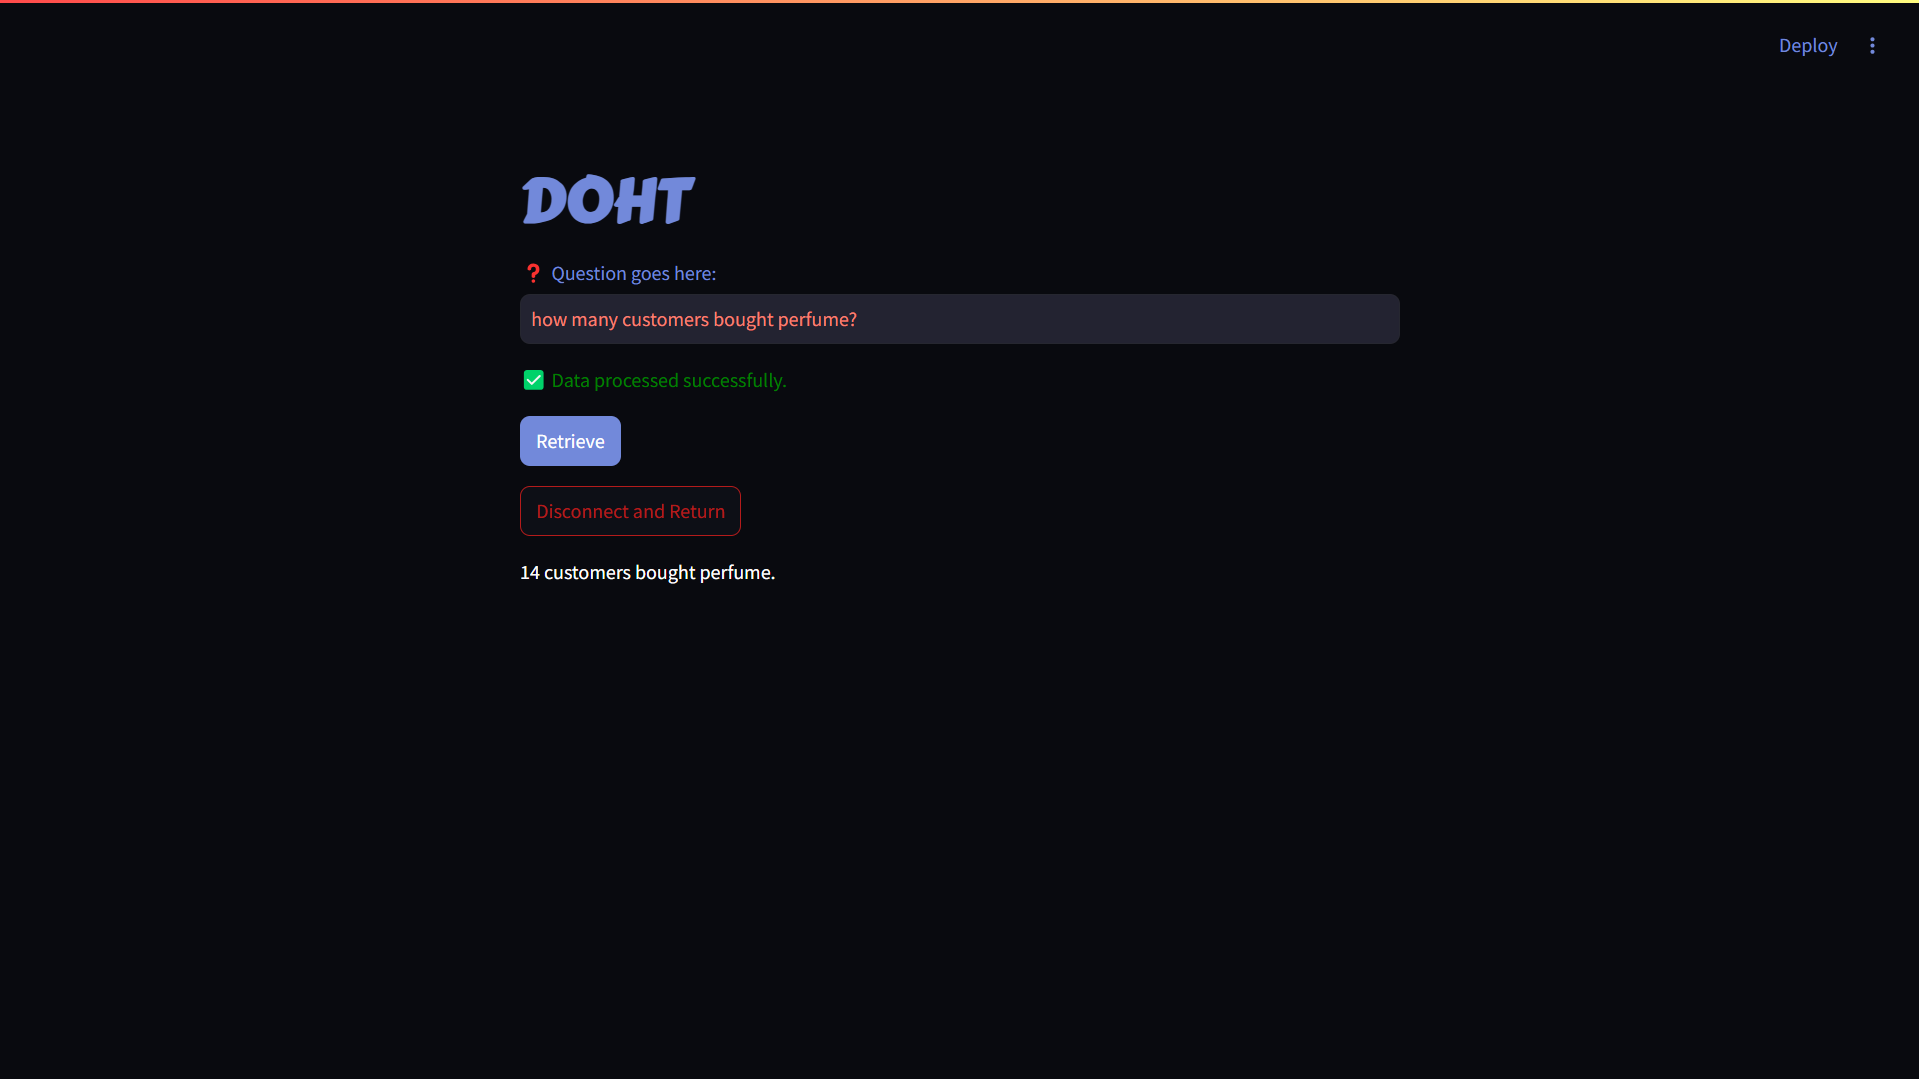 Deploy
DOHT
❓ Question goes here:
how many customers bought perfume?
✅ Data processed successfully.
Retrieve
Disconnect and Return
14 customers bought perfume.